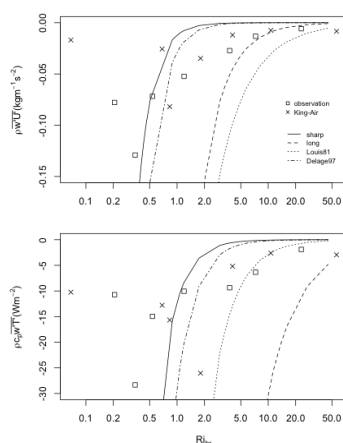 ρw'U'(kgm⁻¹s⁻²)
0.00
-0.05
-0.10
-0.15
□ observation
× King-Air
sharp
long
Louis81
Delage97
0.1 0.2 0.5 1.0 2.0 5.0 10.0 20.0 50.0
ρcₚw'T'(Wm⁻²)
0
-5
-10
-15
-20
-25
-30
0.1 0.2 0.5 1.0 2.0 5.0 10.0 20.0 50.0